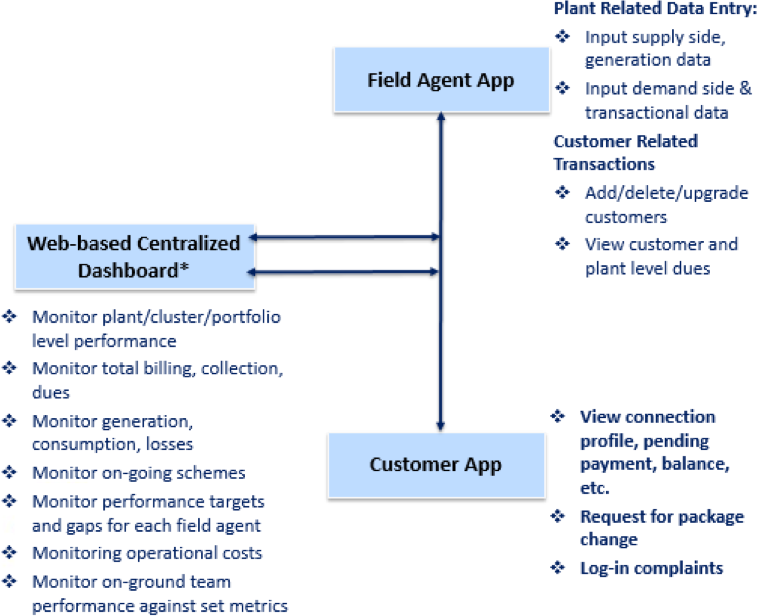 Plant Related Data Entry:
❖ Input supply side,
generation data
❖ Input demand side &
transactional data
Customer Related
Transactions
❖ Add/delete/upgrade
customers
❖ View customer and
plant level dues
Field Agent App
Web-based Centralized
Dashboard*
❖ Monitor plant/cluster/portfolio
level performance
❖ Monitor total billing, collection,
dues
❖ Monitor generation,
consumption, losses
❖ Monitor on-going schemes
❖ Monitor performance targets
and gaps for each field agent
❖ Monitoring operational costs
❖ Monitor on-ground team
performance against set metrics
Customer App
❖ View connection
profile, pending
payment, balance,
etc.
❖ Request for package
change
❖ Log-in complaints